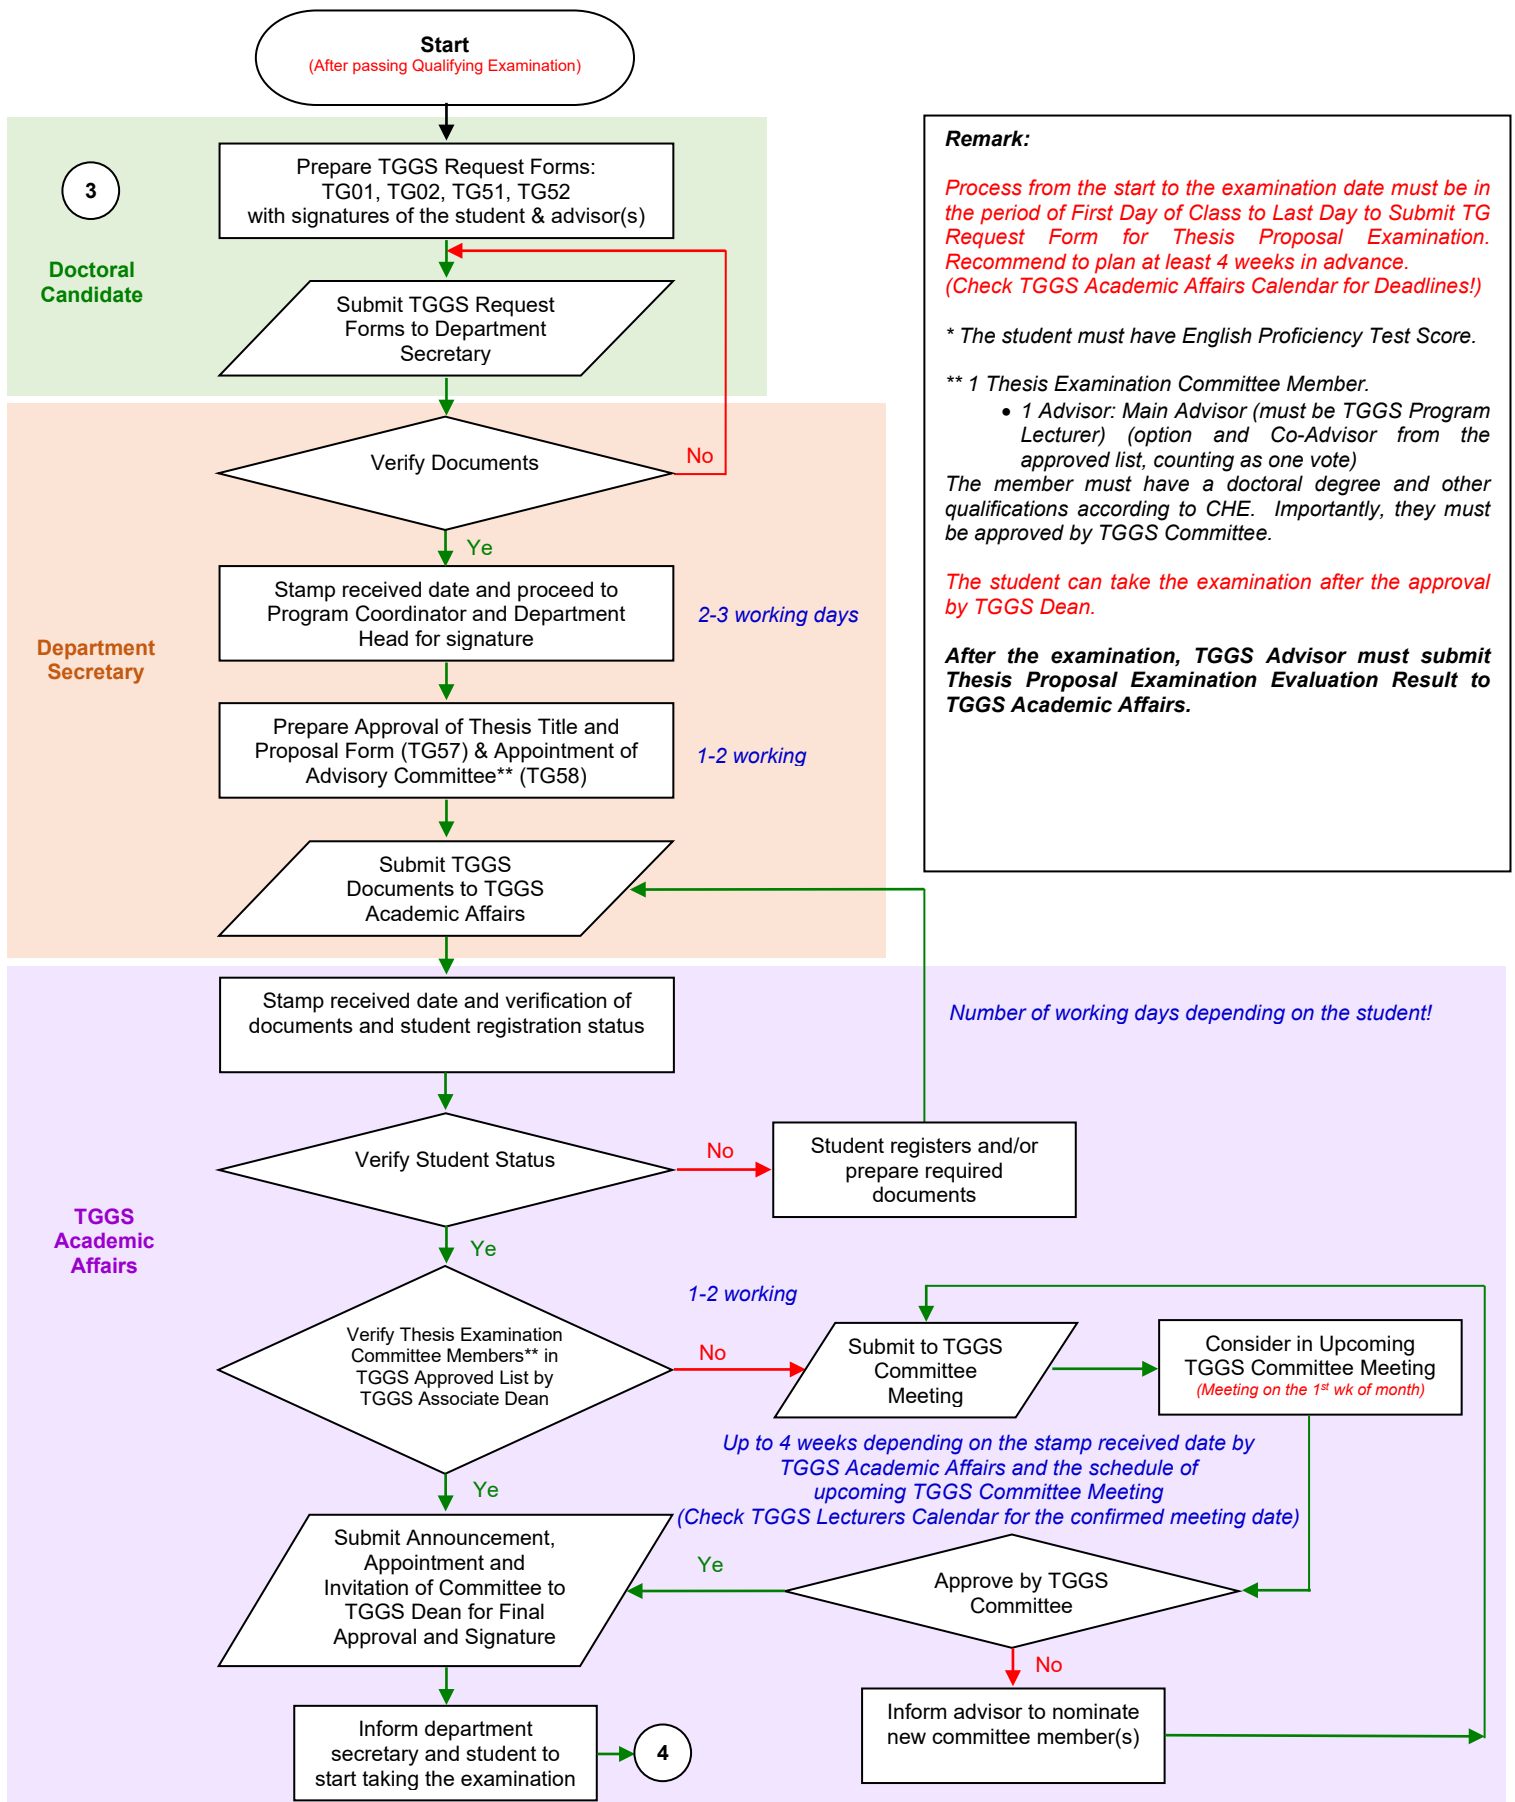 Start
(After passing Qualifying Examination)
3
Doctoral
Candidate
Prepare TGGS Request Forms:
TG01, TG02, TG51, TG52
with signatures of the student & advisor(s)
Submit TGGS Request
Forms to Department
Secretary
Remark:
Process from the start to the examination date must be in
the period of First Day of Class to Last Day to Submit TG
Request Form for Thesis Proposal Examination.
Recommend to plan at least 4 weeks in advance.
(Check TGGS Academic Affairs Calendar for Deadlines!)
* The student must have English Proficiency Test Score.
** 1 Thesis Examination Committee Member.
• 1 Advisor: Main Advisor (must be TGGS Program
Lecturer) (option and Co-Advisor from the
approved list, counting as one vote)
The member must have a doctoral degree and other
qualifications according to CHE. Importantly, they must
be approved by TGGS Committee.
The student can take the examination after the approval
by TGGS Dean.
After the examination, TGGS Advisor must submit
Thesis Proposal Examination Evaluation Result to
TGGS Academic Affairs.
Department
Secretary
Verify Documents
No
Ye
Stamp received date and proceed to
Program Coordinator and Department
Head for signature
2-3 working days
Prepare Approval of Thesis Title and
Proposal Form (TG57) & Appointment of
Advisory Committee** (TG58)
1-2 working
Submit TGGS
Documents to TGGS
Academic Affairs
TGGS
Academic
Affairs
Stamp received date and verification of
documents and student registration status
Number of working days depending on the student!
Verify Student Status
No
Student registers and/or
prepare required
documents
Ye
1-2 working
Verify Thesis Examination
Committee Members** in
TGGS Approved List by
TGGS Associate Dean
No
Submit to TGGS
Committee
Meeting
Consider in Upcoming
TGGS Committee Meeting
(Meeting on the 1st wk of month)
Up to 4 weeks depending on the stamp received date by
TGGS Academic Affairs and the schedule of
upcoming TGGS Committee Meeting
(Check TGGS Lecturers Calendar for the confirmed meeting date)
Ye
Submit Announcement,
Appointment and
Invitation of Committee to
TGGS Dean for Final
Approval and Signature
Ye
Approve by TGGS
Committee
No
Inform advisor to nominate
new committee member(s)
Inform department
secretary and student to
start taking the examination
4